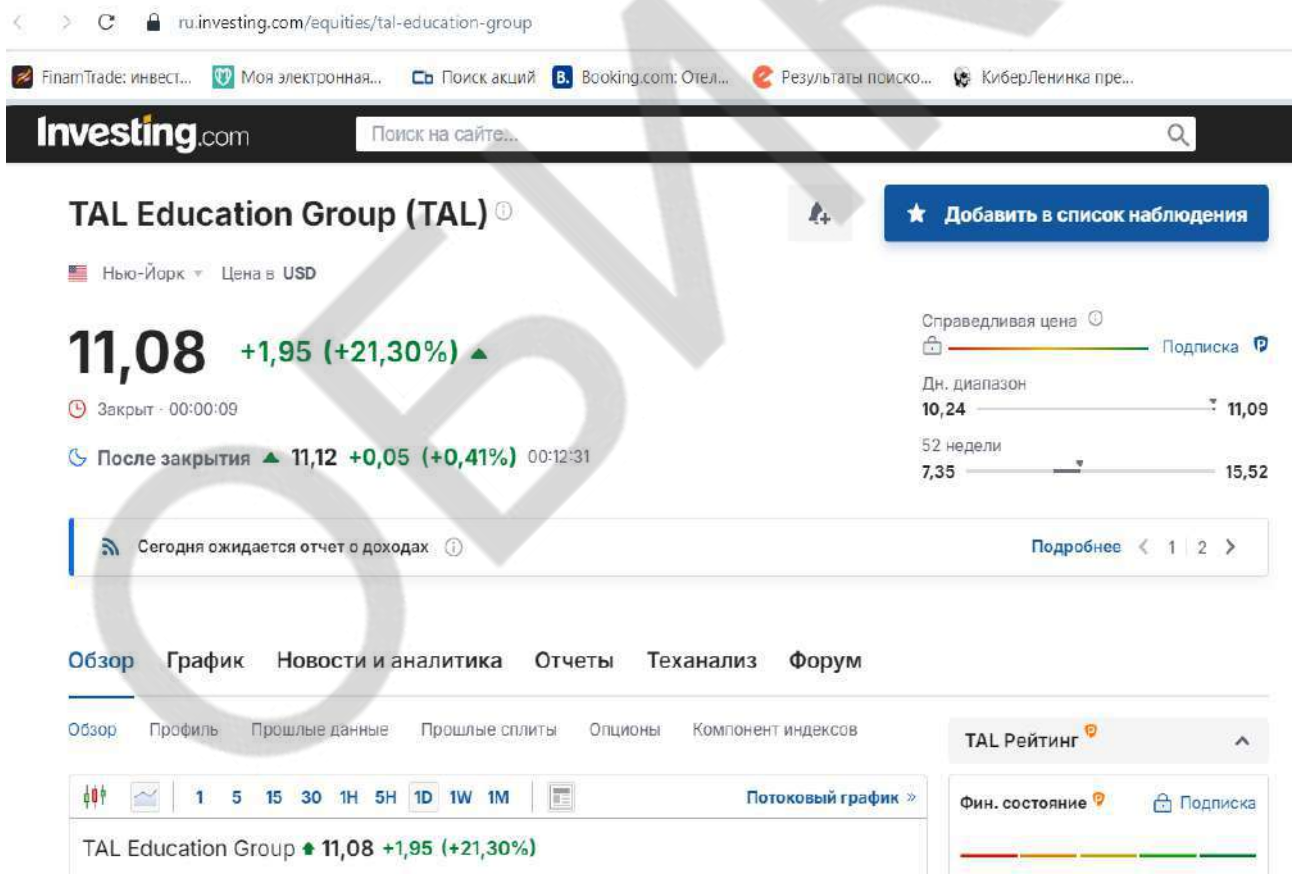 ru.investing.com/equities/tal-education-group
FinamTrade: инвест... Моя электронная... Поиск акций Booking.com: Отел... Результаты поиско... КиберЛенинка пре...
Investing.com Поиск на сайте...
TAL Education Group (TAL) Добавить в список наблюдения
Нью-Йорк Цена в USD
11,08 +1,95 (+21,30%)
Закрыт · 00:00:09
После закрытия 11,12 +0,05 (+0,41%) 00:12:31
Справедливая цена
Подписка
Дн. диапазон
10,24 11,09
52 недели
7,35 15,52
Сегодня ожидается отчет о доходах Подробнее 1 2
Обзор График Новости и аналитика Отчеты Теханализ Форум
Обзор Профиль Прошлые данные Прошлые сплиты Опционы Компонент индексов
TAL Рейтинг
1 5 15 30 1H 5H 1D 1W 1M Потоковый график »
Фин. состояние Подписка
TAL Education Group 11,08 +1,95 (+21,30%)